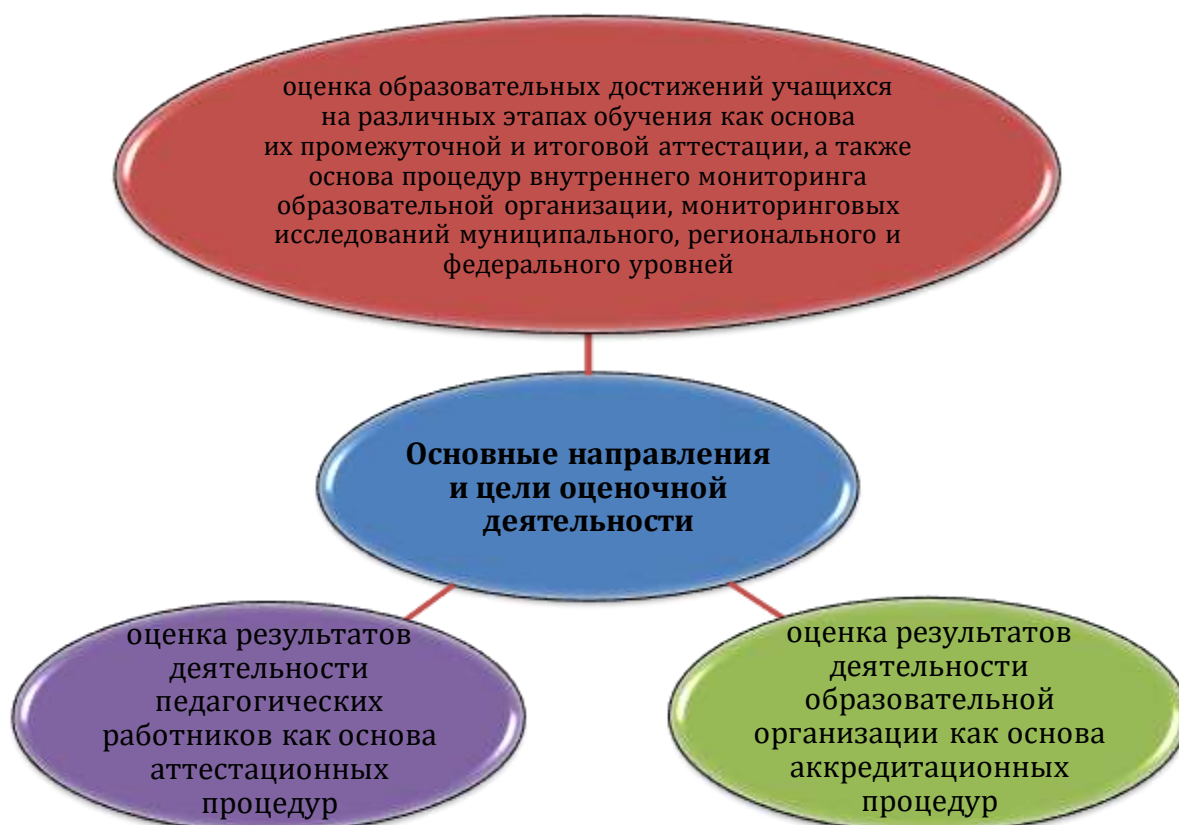 оценка образовательных достижений учащихся
на различных этапах обучения как основа
их промежуточной и итоговой аттестации, а также
основа процедур внутреннего мониторинга
образовательной организации, мониторинговых
исследований муниципального, регионального и
федерального уровней
Основные направления
и цели оценочной
деятельности
оценка результатов
деятельности
педагогических
работников как основа
аттестационных
процедур
оценка результатов
деятельности
образовательной
организации как основа
аккредитационных
процедур